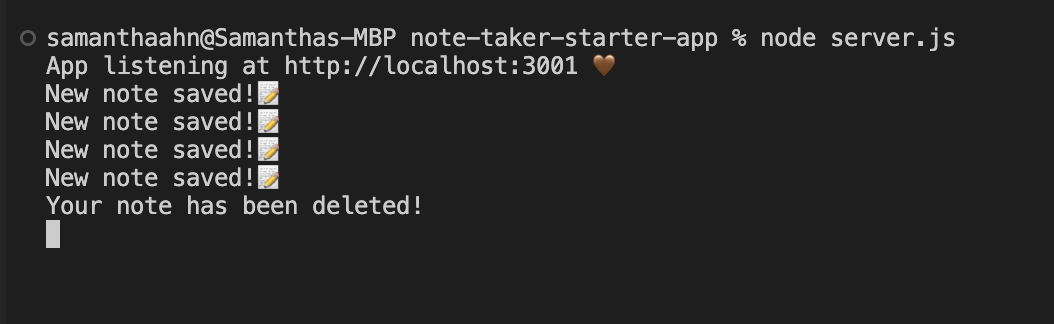 samanthaahn@Samanthas-MBP note-taker-starter-app % node server.js
App listening at http://localhost:3001 🤎
New note saved!📝
New note saved!📝
New note saved!📝
New note saved!📝
Your note has been deleted!